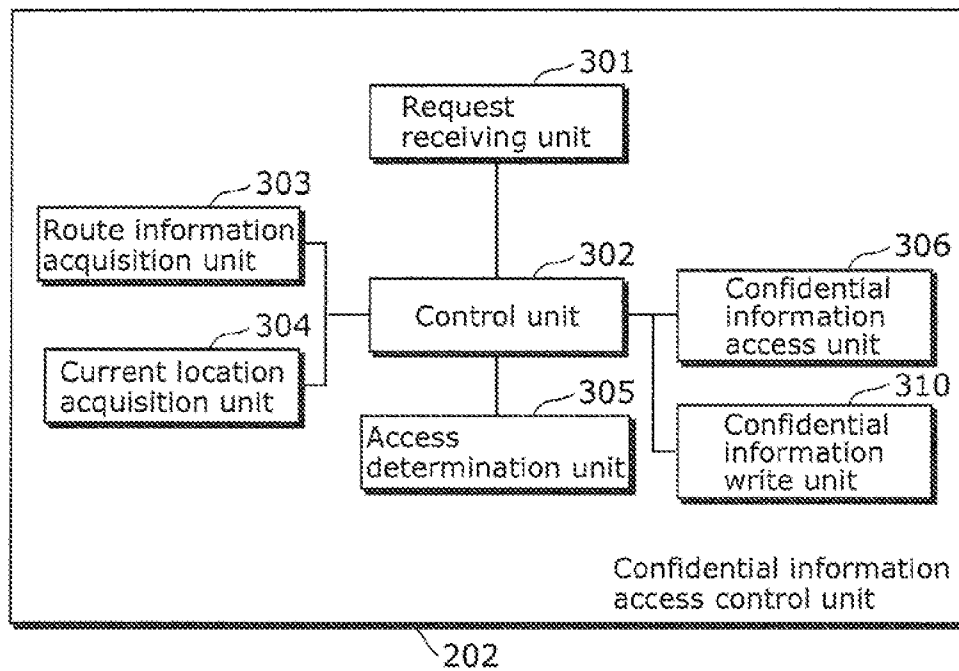 301
Request
receiving unit
303
Route information
acquisition unit
302
Control unit
306
Confidential
information
access unit
304
Current location
acquisition unit
305
Access
determination unit
310
Confidential
information
write unit
Confidential information
access control unit
202